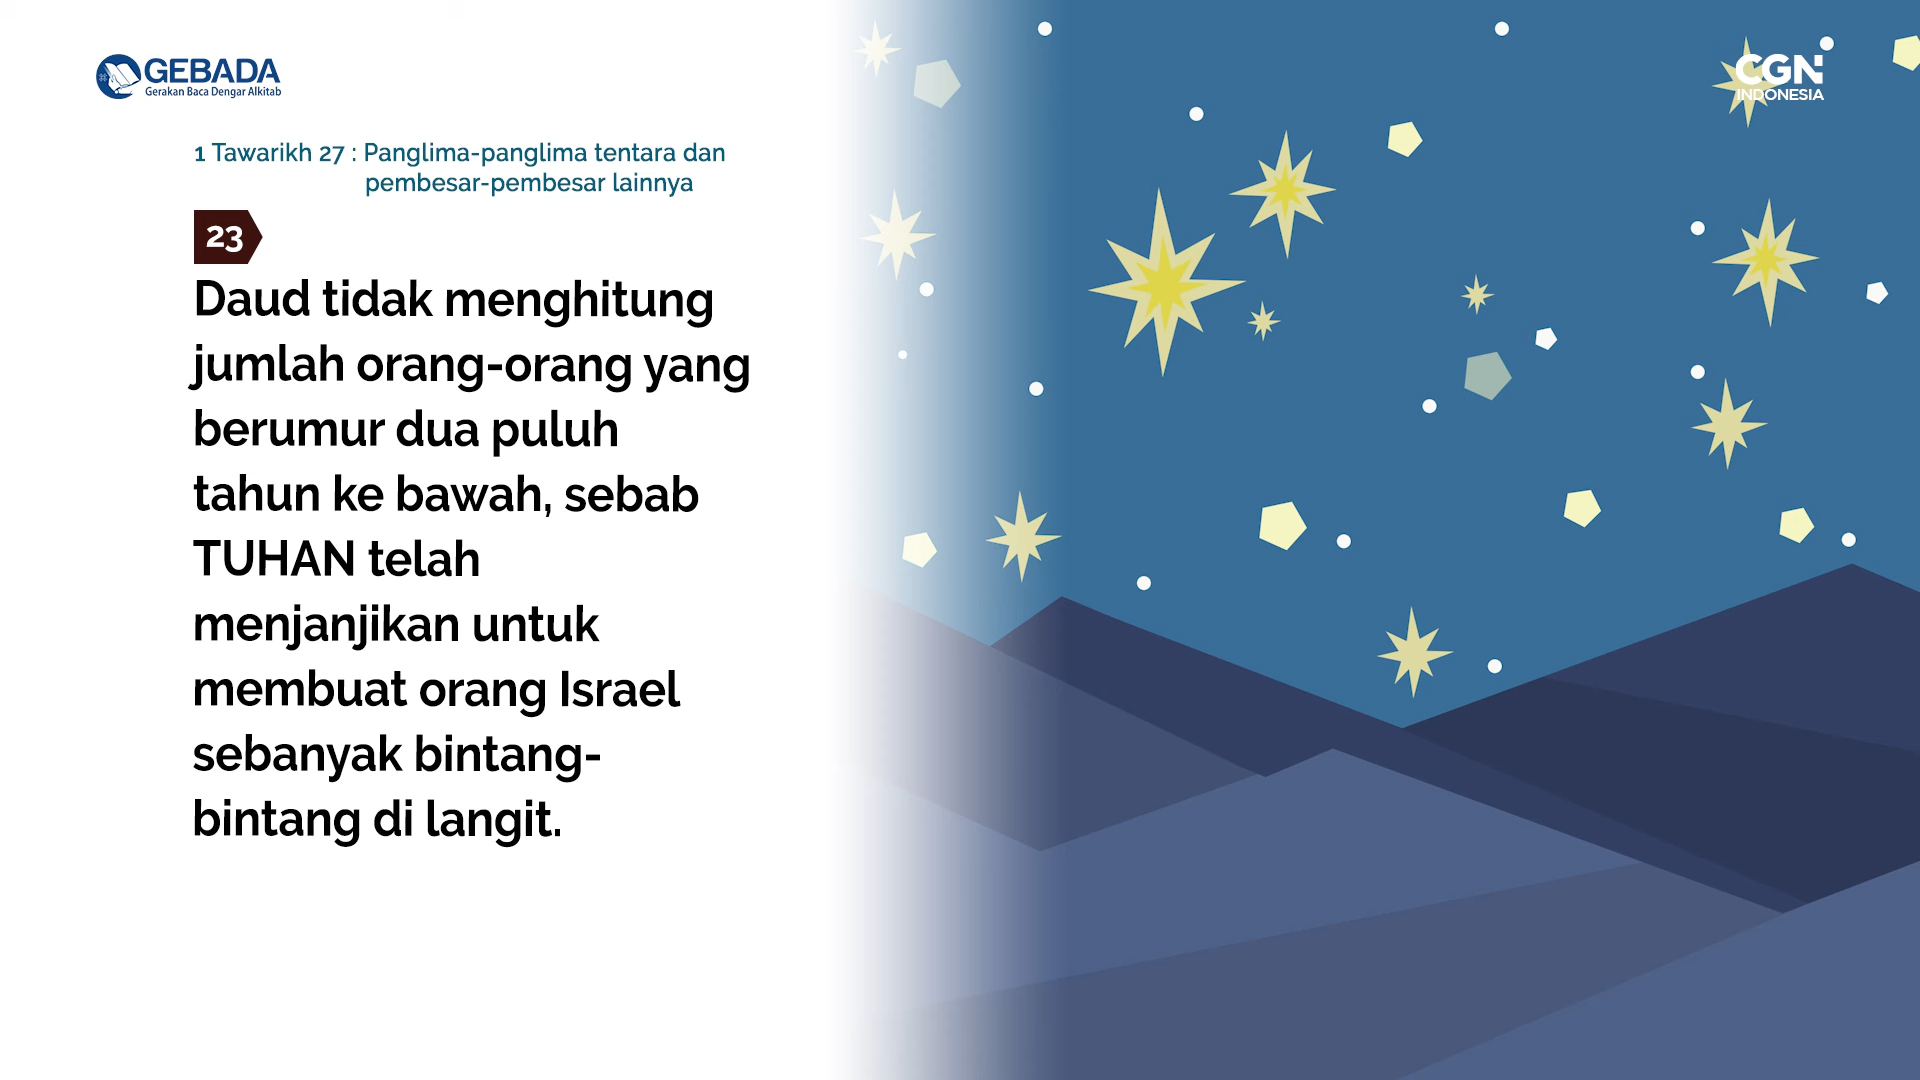 GEBADA
Gerakan Baca Dengar Alkitab
CGN
INDONESIA
1 Tawarikh 27 : Panglima-panglima tentara dan
pembesar-pembesar lainnya
23
Daud tidak menghitung
jumlah orang-orang yang
berumur dua puluh
tahun ke bawah, sebab
TUHAN telah
menjanjikan untuk
membuat orang Israel
sebanyak bintang-
bintang di langit.